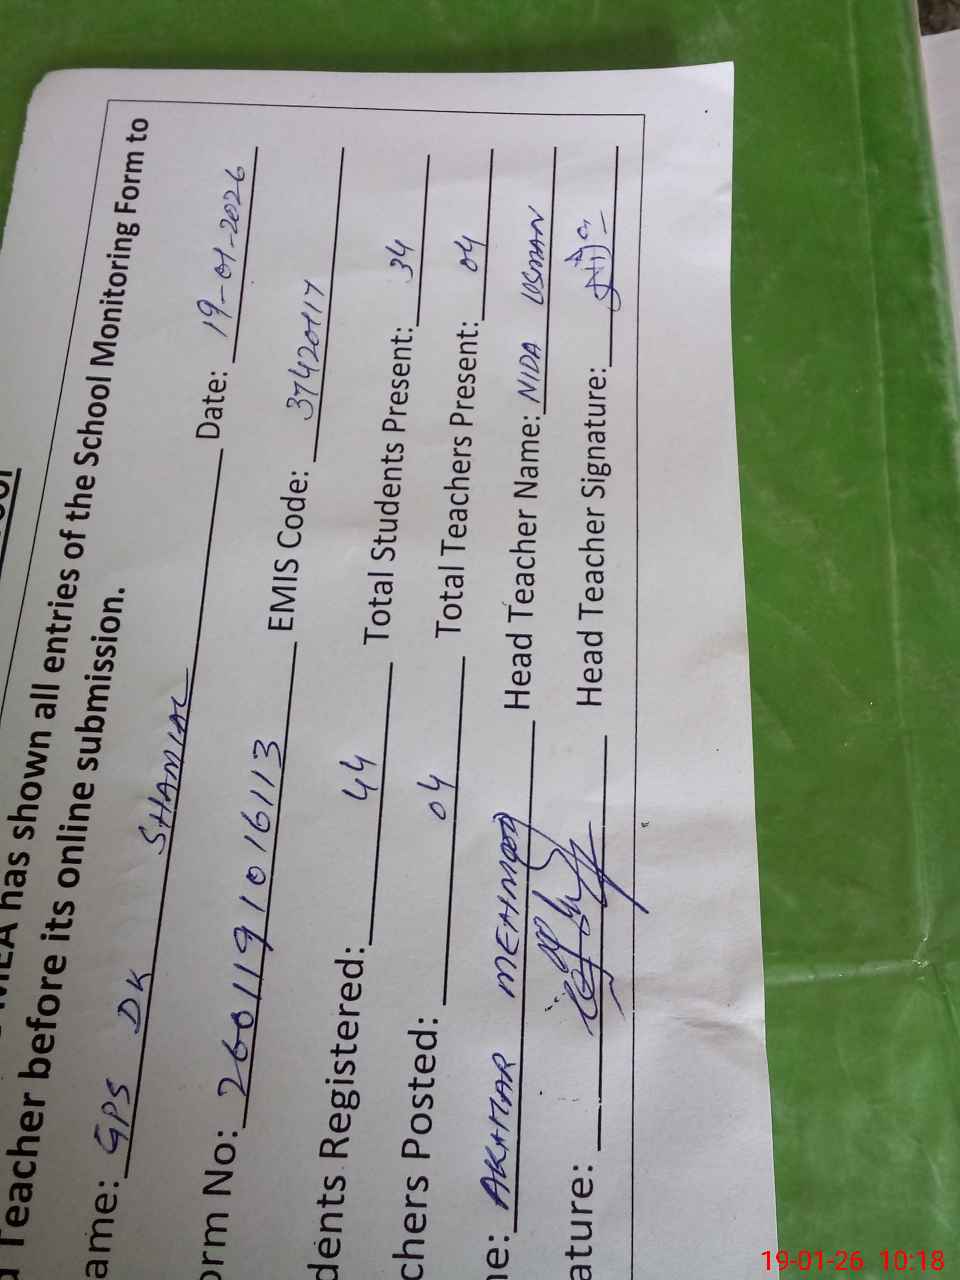 MEA has shown all entries of the School Monitoring Form to
Teacher before its online submission.
ame: GPS DK SHAMIAL Date: 19-01-2026
orm No: 2601191016113 EMIS Code: 37420117
dents Registered: 44 Total Students Present: 34
chers Posted: 04 Total Teachers Present: 04
e: AKHTAR MEHMOOD Head Teacher Name: NIDA USMAN
ature: Head Teacher Signature:
19-01-26 10:18